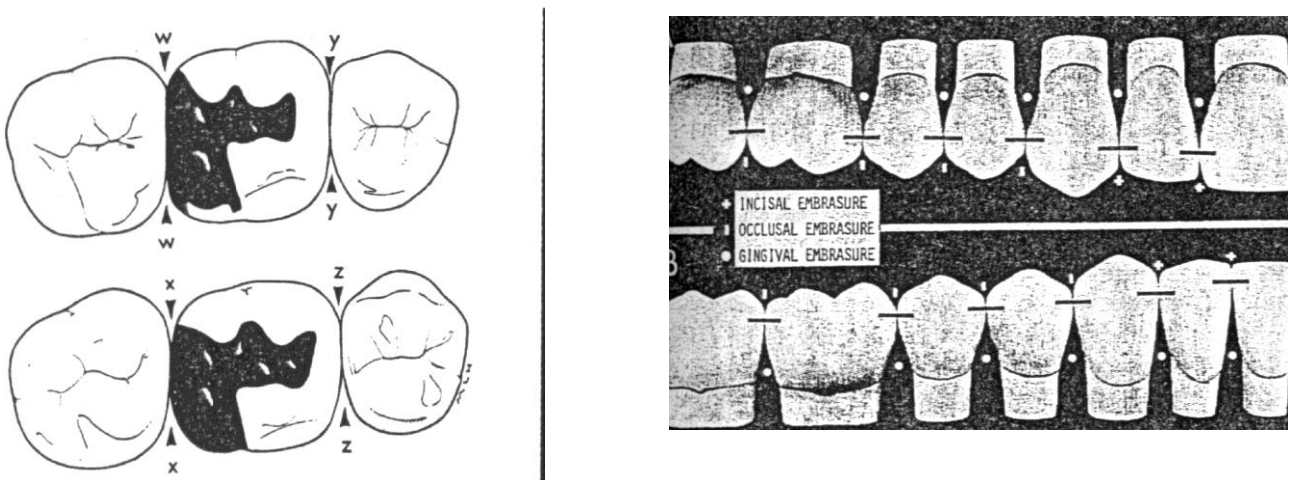 w
y
y
w
x
z
z
x
INCISAL EMBRASURE
OCCLUSAL EMBRASURE
GINGIVAL EMBRASURE
B